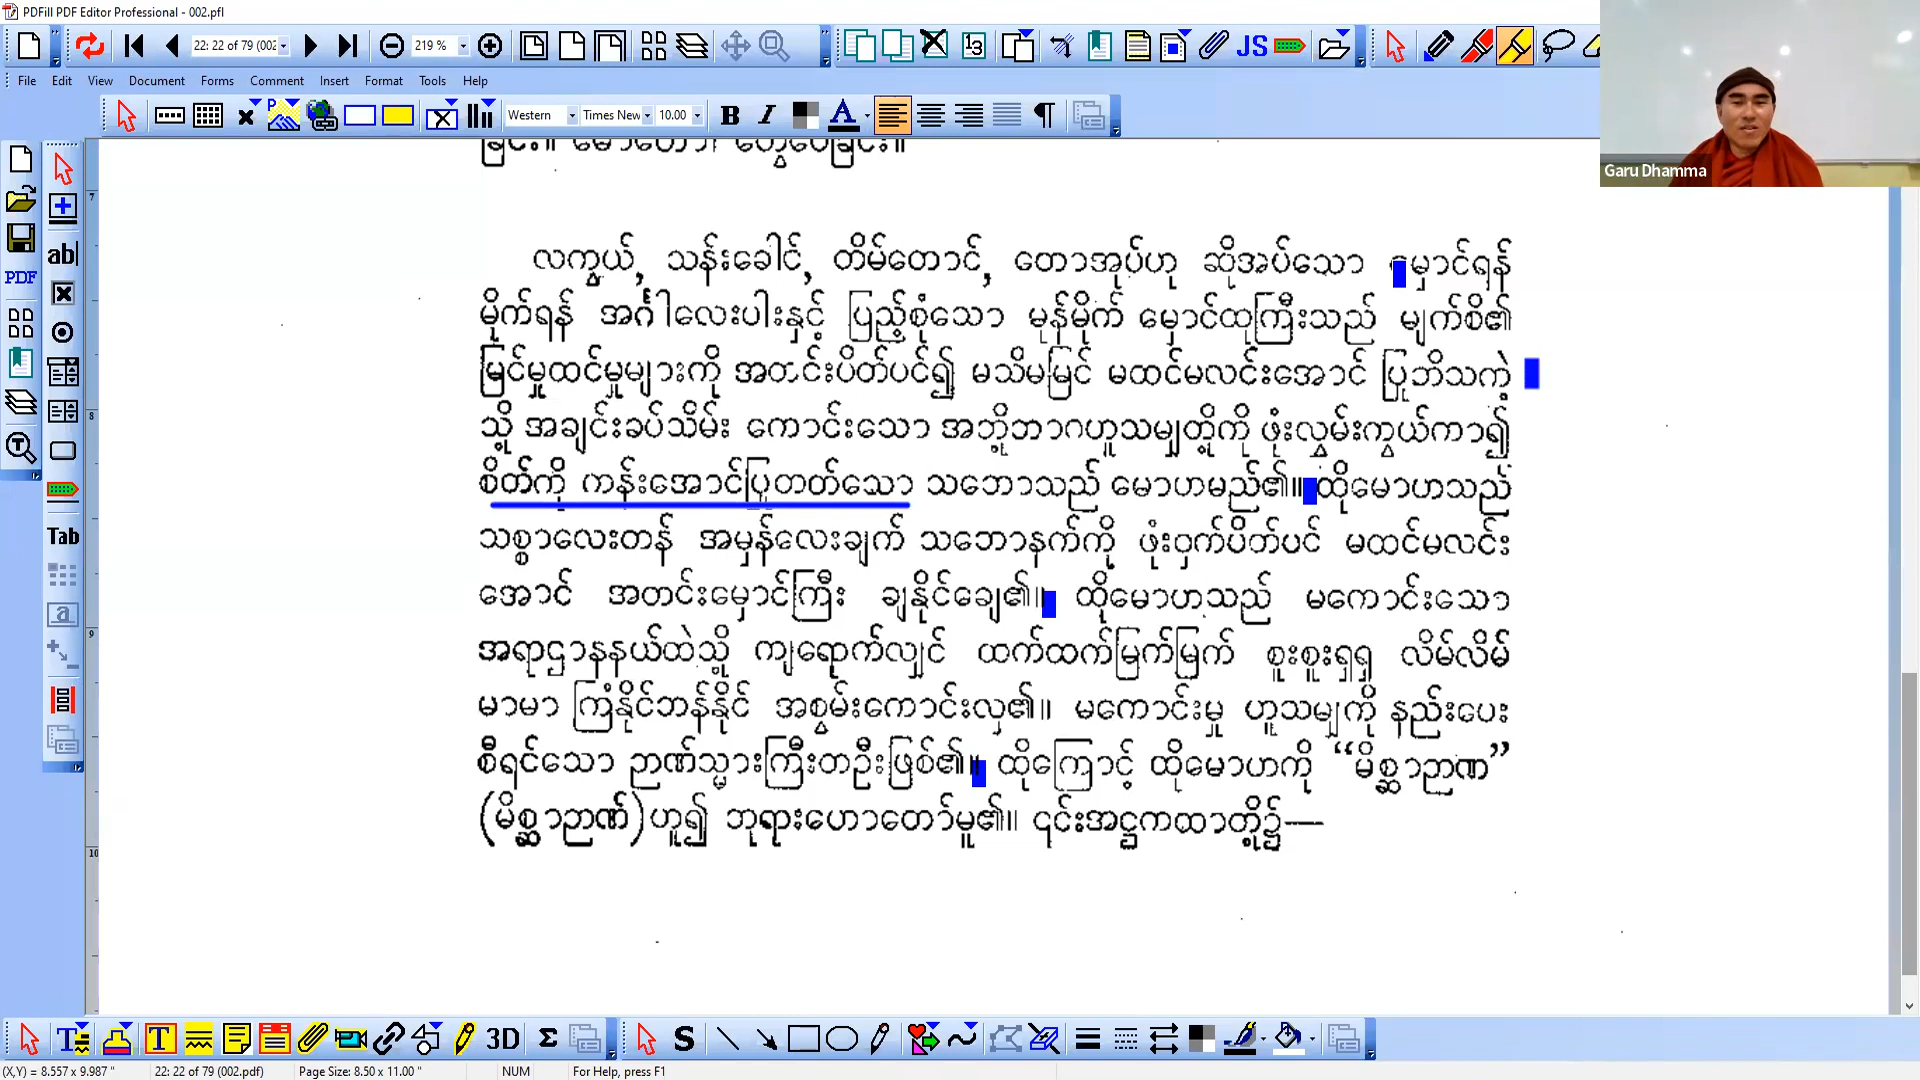 PDFill PDF Editor Professional - 002.pfl
22: 22 of 79 (002
219 %
JS
File Edit View Document Forms Comment Insert Format Tools Help
Western Times New 10.00 B I A
Garu Dhamma
လကွယ်, သန်းခေါင်, တိမ်တောင်, တောအုပ်ဟု ဆိုအပ်သော မှောင်ရန်
မိုက်ရန် အင်္ဂါလေးပါးနှင့် ပြည့်စုံသော မုန်မိုက် မှောင်ထုကြီးသည် မျက်စိ၏
မြင်မှုထင်မှုများကို အတင်းပိတ်ပင်၍ မသိမမြင် မထင်မလင်းအောင် ပြုဘိသကဲ့
သို့ အချင်းခပ်သိမ်း ကောင်းသော အဘို့ဘာဂဟူသမျှတို့ကို ဖုံးလွှမ်းကွယ်ကာ၍
စိတ်ကို ကန်းအောင်ပြုတတ်သော သဘောသည် မောဟမည်၏။ ထိုမောဟသည်
သစ္စာလေးတန် အမှန်လေးချက် သဘောနက်ကို ဖုံးဝှက်ပိတ်ပင် မထင်မလင်း
အောင် အတင်းမှောင်ကြီး ချနိုင်ချေ၏။ ထိုမောဟသည် မကောင်းသော
အရာဌာနနယ်ထဲသို့ ကျရောက်လျှင် ထက်ထက်မြက်မြက် စူးစူးရှရှ လိမ်လိမ်
မာမာ ကြံနိုင်ဘန်နိုင် အစွမ်းကောင်းလှ၏။ မကောင်းမှု ဟူသမျှကို နည်းပေး
စီရင်သော ဉာဏ်သွားကြီးတဦးဖြစ်၏။ ထိုကြောင့် ထိုမောဟကို “မိစ္ဆာဉာဏ”
(မိစ္ဆာဉာဏ်)ဟူ၍ ဘုရားဟောတော်မူ၏။ ၎င်းအဋ္ဌကထာတို့၌—
7
8
9
10
PDF
ab
Tab
T 3D Σ S
(X,Y) = 8.557 x 9.987 " 22: 22 of 79 (002.pdf) Page Size: 8.50 x 11.00 " NUM For Help, press F1